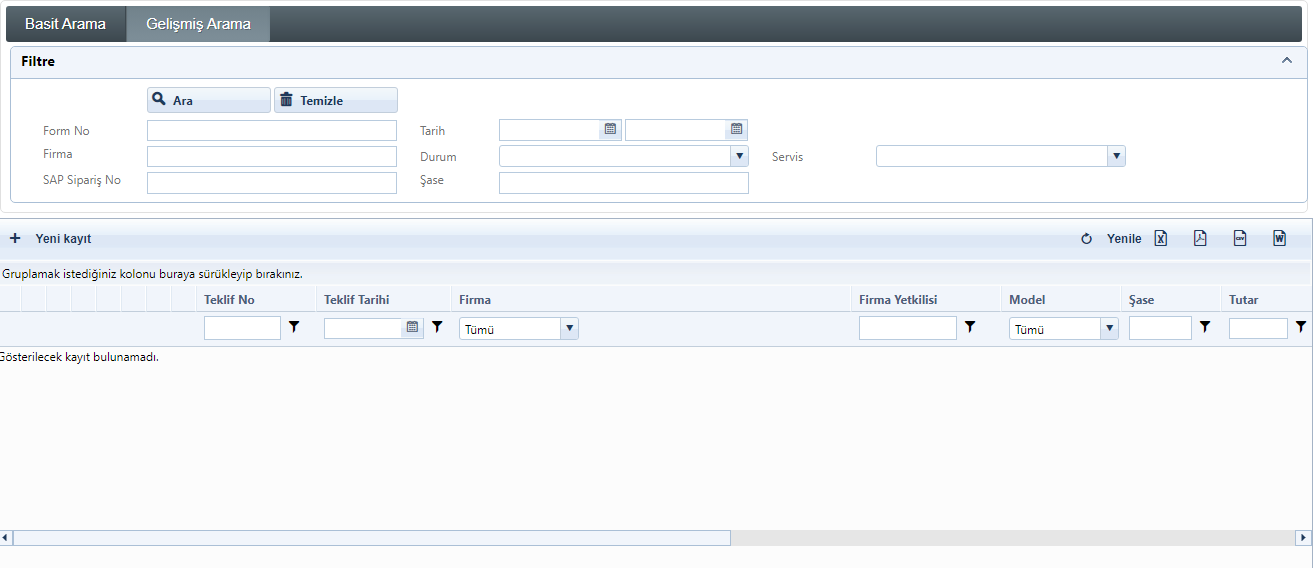 Basit Arama Gelişmiş Arama
Filtre
Ara Temizle
Form No Tarih
Firma Durum Servis
SAP Sipariş No Şase
Yeni kayıt Yenile
Gruplamak istediğiniz kolonu buraya sürükleyip bırakınız.
Teklif No Teklif Tarihi Firma Firma Yetkilisi Model Şase Tutar
Tümü Tümü
Gösterilecek kayıt bulunamadı.